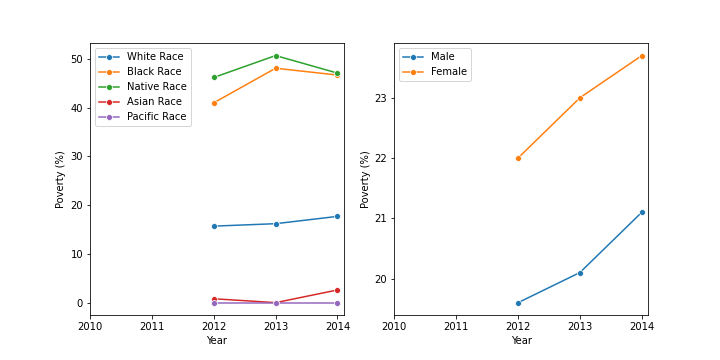 White Race
Black Race
Native Race
Asian Race
Pacific Race
50
40
30
20
10
0
Poverty (%)
2010 2011 2012 2013 2014
Year
Male
Female
23
22
21
20
Poverty (%)
2010 2011 2012 2013 2014
Year